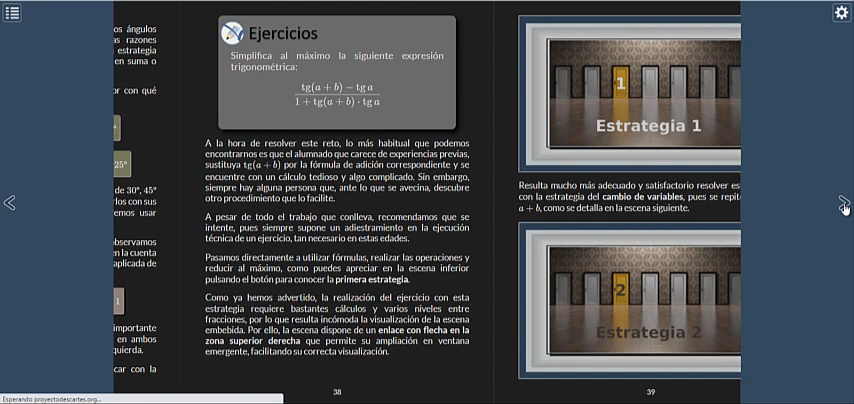 os ángulos
as razones
estrategia
en suma o
or con qué
25°
de 30°, 45°
rlos con sus
emos usar
observamos
en la cuenta
aplicada de
1
importante
en ambos
quierda.
car con la
Ejercicios
Simplifica al máximo la siguiente expresión
trigonométrica:
tg(a + b) − tg a
1 + tg(a + b) · tg a
A la hora de resolver este reto, lo más habitual que podemos
encontrarnos es que el alumnado que carece de experiencias previas,
sustituya tg(a + b) por la fórmula de adición correspondiente y se
encuentre con un cálculo tedioso y algo complicado. Sin embargo,
siempre hay alguna persona que, ante lo que se avecina, descubre
otro procedimiento que lo facilite.
A pesar de todo el trabajo que conlleva, recomendamos que se
intente, pues siempre supone un adiestramiento en la ejecución
técnica de un ejercicio, tan necesario en estas edades.
Pasamos directamente a utilizar fórmulas, realizar las operaciones y
reducir al máximo, como puedes apreciar en la escena inferior
pulsando el botón para conocer la primera estrategia.
Como ya hemos advertido, la realización del ejercicio con esta
estrategia requiere bastantes cálculos y varios niveles entre
fracciones, por lo que resulta incómoda la visualización de la escena
embebida. Por ello, la escena dispone de un enlace con flecha en la
zona superior derecha que permite su ampliación en ventana
emergente, facilitando su correcta visualización.
38
1
Estrategia 1
Resulta mucho más adecuado y satisfactorio resolver es
con la estrategia del cambio de variables, pues se repit
a + b, como se detalla en la escena siguiente.
2
Estrategia 2
39
Esperando proyectodescartes.org...